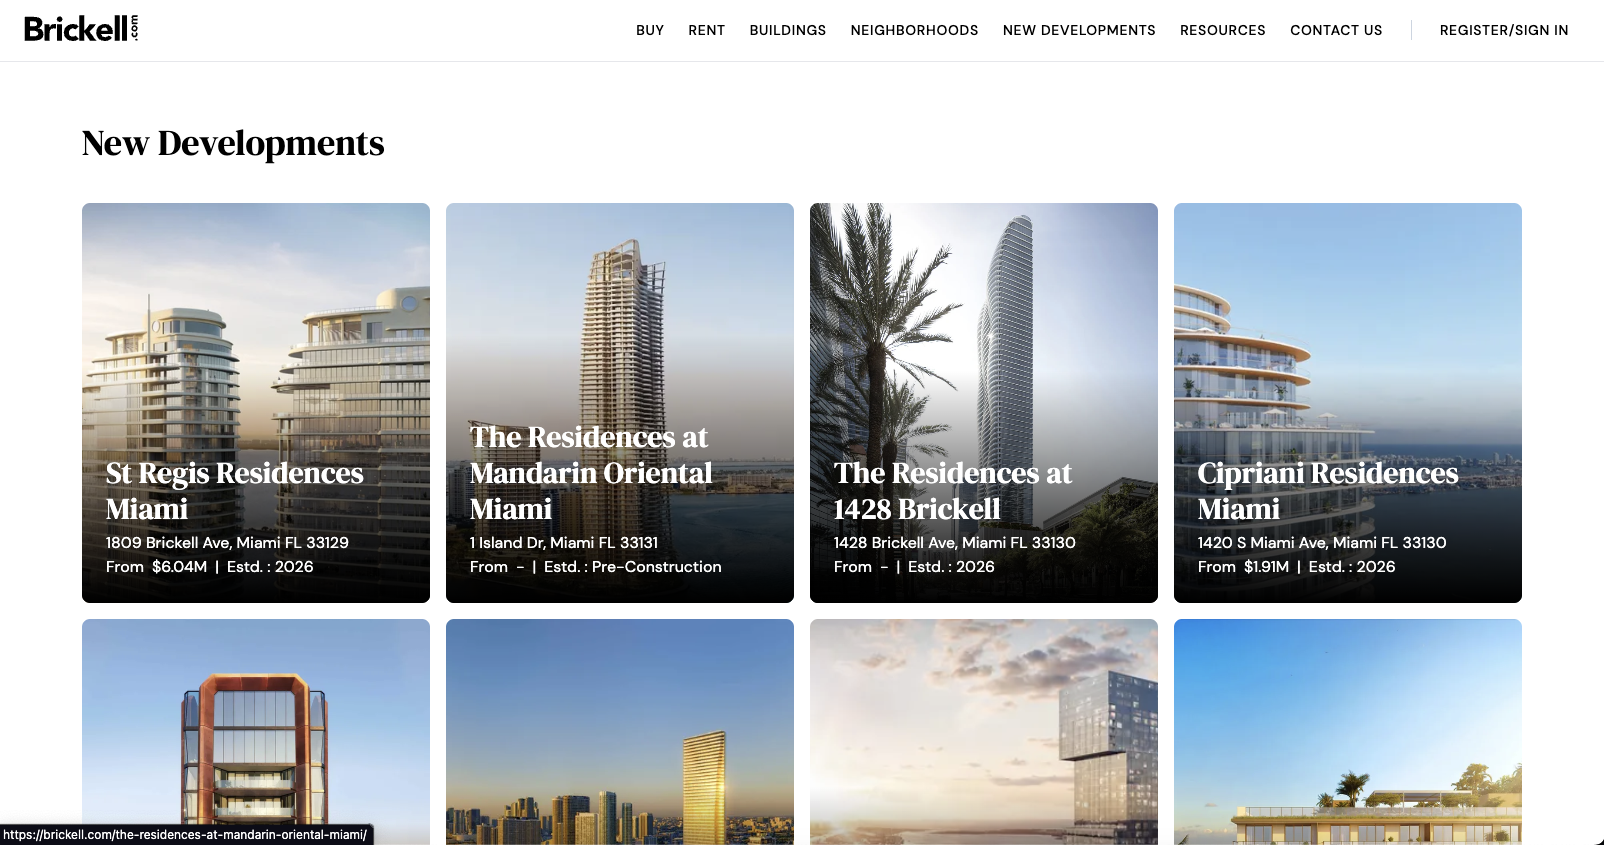 Brickell.com
BUY RENT BUILDINGS NEIGHBORHOODS NEW DEVELOPMENTS RESOURCES CONTACT US REGISTER/SIGN IN
New Developments
St Regis Residences
Miami
1809 Brickell Ave, Miami FL 33129
From $6.04M | Estd. : 2026
The Residences at
Mandarin Oriental
Miami
1 Island Dr, Miami FL 33131
From - | Estd. : Pre-Construction
The Residences at
1428 Brickell
1428 Brickell Ave, Miami FL 33130
From - | Estd. : 2026
Cipriani Residences
Miami
1420 S Miami Ave, Miami FL 33130
From $1.91M | Estd. : 2026
https://brickell.com/the-residences-at-mandarin-oriental-miami/